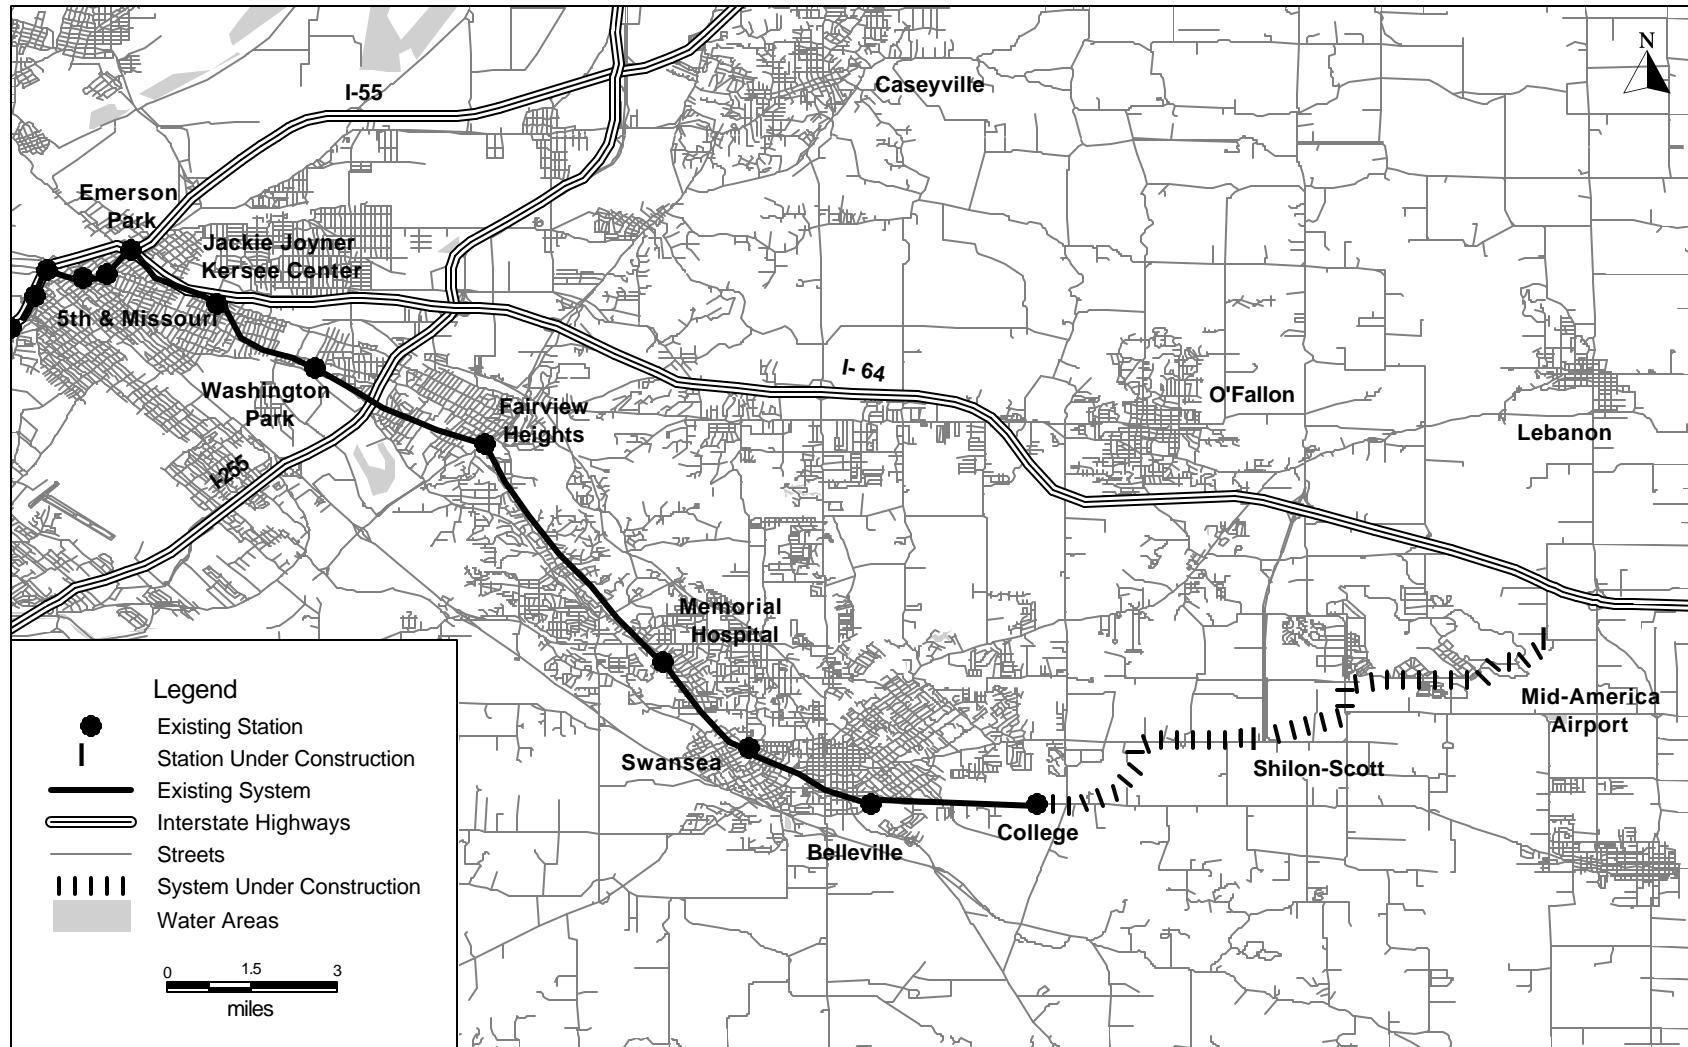 N
Caseyville
I-55
Emerson
Park
Jackie Joyner
Kersee Center
5th & Missouri
I- 64
Washington
Park
Fairview
Heights
O'Fallon
Lebanon
I-255
Memorial
Hospital
Mid-America
Airport
Swansea
Shilon-Scott
College
Belleville
Legend
Existing Station
Station Under Construction
Existing System
Interstate Highways
Streets
System Under Construction
Water Areas
0 1.5 3
miles